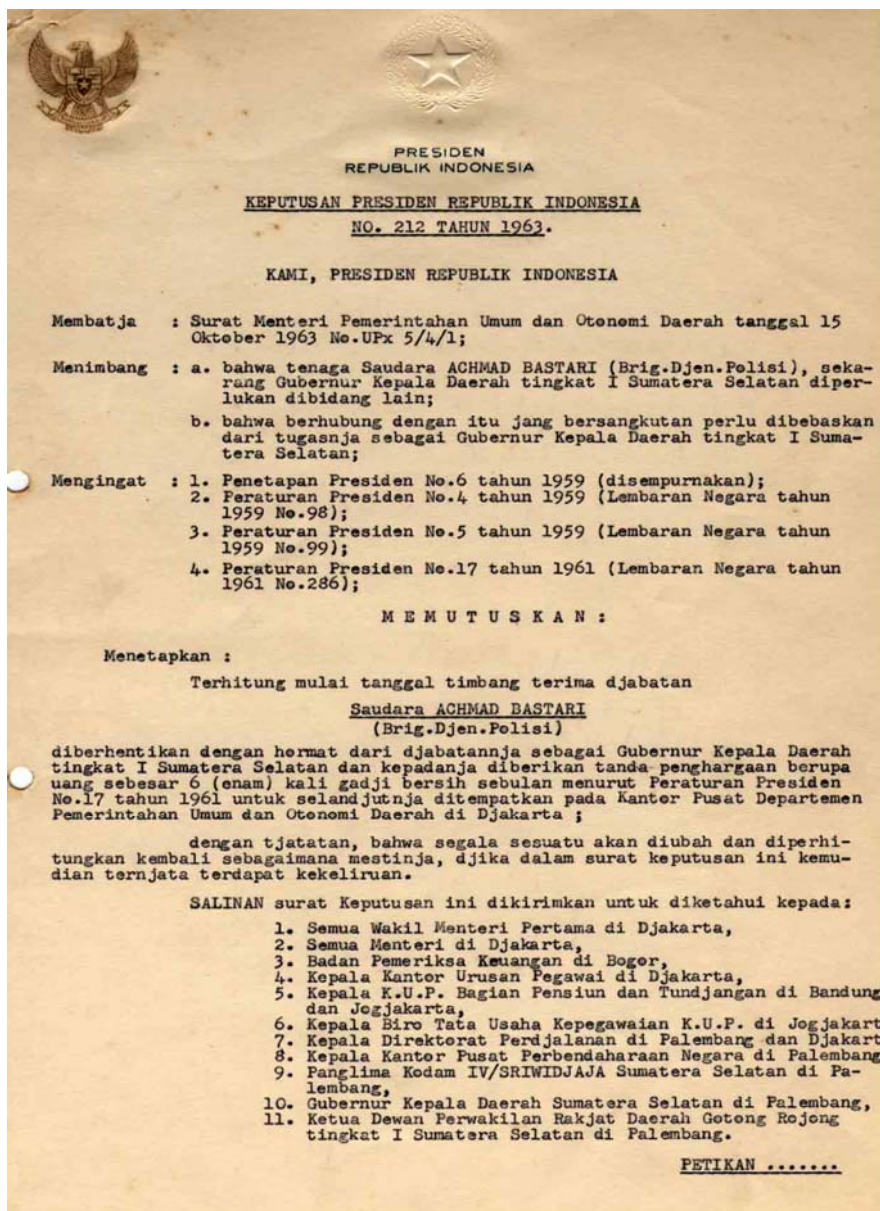 PRESIDEN
REPUBLIK INDONESIA
KEPUTUSAN PRESIDEN REPUBLIK INDONESIA
NO. 212 TAHUN 1963.
KAMI, PRESIDEN REPUBLIK INDONESIA
Membatja : Surat Menteri Pemerintahan Umum dan Otonomi Daerah tanggal 15
Oktober 1963 No.UPx 5/4/1;
Menimbang : a. bahwa tenaga Saudara ACHMAD BASTARI (Brig.Djen.Polisi), seka-
rang Gubernur Kepala Daerah tingkat I Sumatera Selatan diper-
lukan dibidang lain;
b. bahwa berhubung dengan itu jang bersangkutan perlu dibebaskan
dari tugasnja sebagai Gubernur Kepala Daerah tingkat I Suma-
tera Selatan;
Mengingat : 1. Penetapan Presiden No.6 tahun 1959 (disempurnakan);
2. Peraturan Presiden No.4 tahun 1959 (Lembaran Negara tahun
1959 No.98);
3. Peraturan Presiden No.5 tahun 1959 (Lembaran Negara tahun
1959 No.99);
4. Peraturan Presiden No.17 tahun 1961 (Lembaran Negara tahun
1961 No.286);
M E M U T U S K A N :
Menetapkan :
Terhitung mulai tanggal timbang terima djabatan
Saudara ACHMAD BASTARI
(Brig.Djen.Polisi)
diberhentikan dengan hormat dari djabatannja sebagai Gubernur Kepala Daerah
tingkat I Sumatera Selatan dan kepadanja diberikan tanda penghargaan berupa
uang sebesar 6 (enam) kali gadji bersih sebulan menurut Peraturan Presiden
No.17 tahun 1961 untuk selandjutnja ditempatkan pada Kantor Pusat Departemen
Pemerintahan Umum dan Otonomi Daerah di Djakarta ;
dengan tjatatan, bahwa segala sesuatu akan diubah dan diperhi-
tungkan kembali sebagaimana mestinja, djika dalam surat keputusan ini kemu-
dian ternjata terdapat kekeliruan.
SALINAN surat Keputusan ini dikirimkan untuk diketahui kepada:
1. Semua Wakil Menteri Pertama di Djakarta,
2. Semua Menteri di Djakarta,
3. Badan Pemeriksa Keuangan di Bogor,
4. Kepala Kantor Urusan Pegawai di Djakarta,
5. Kepala K.U.P. Bagian Pensiun dan Tundjangan di Bandung
dan Jogjakarta,
6. Kepala Biro Tata Usaha Kepegawaian K.U.P. di Jogjakart
7. Kepala Direktorat Perdjalanan di Palembang dan Djakart
8. Kepala Kantor Pusat Perbendaharaan Negara di Palembang
9. Panglima Kodam IV/SRIWIDJAJA Sumatera Selatan di Pa-
lembang,
10. Gubernur Kepala Daerah Sumatera Selatan di Palembang,
11. Ketua Dewan Perwakilan Rakjat Daerah Gotong Rojong
tingkat I Sumatera Selatan di Palembang.
PETIKAN .......